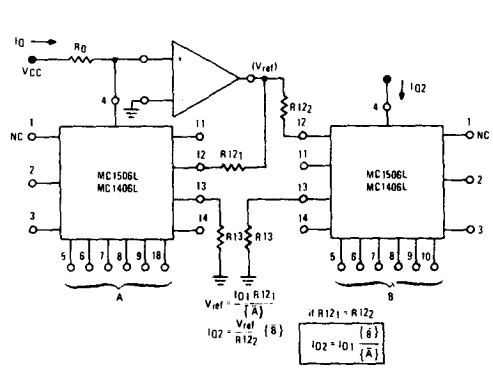 IO
RO
VCC
+
(Vref)
R122
IO2
4
4
1
NC
2
3
11
12
13
14
MC1506L
MC1406L
R121
12
11
13
14
MC1506L
MC1406L
1
NC
2
3
R13
R13
5 6 7 8 9 18
A
5 6 7 8 9 10
B
Vref = IO1 R121 / {A}
IO2 = Vref / R122 {B}
if R121 = R122
IO2 = IO1 {B} / {A}